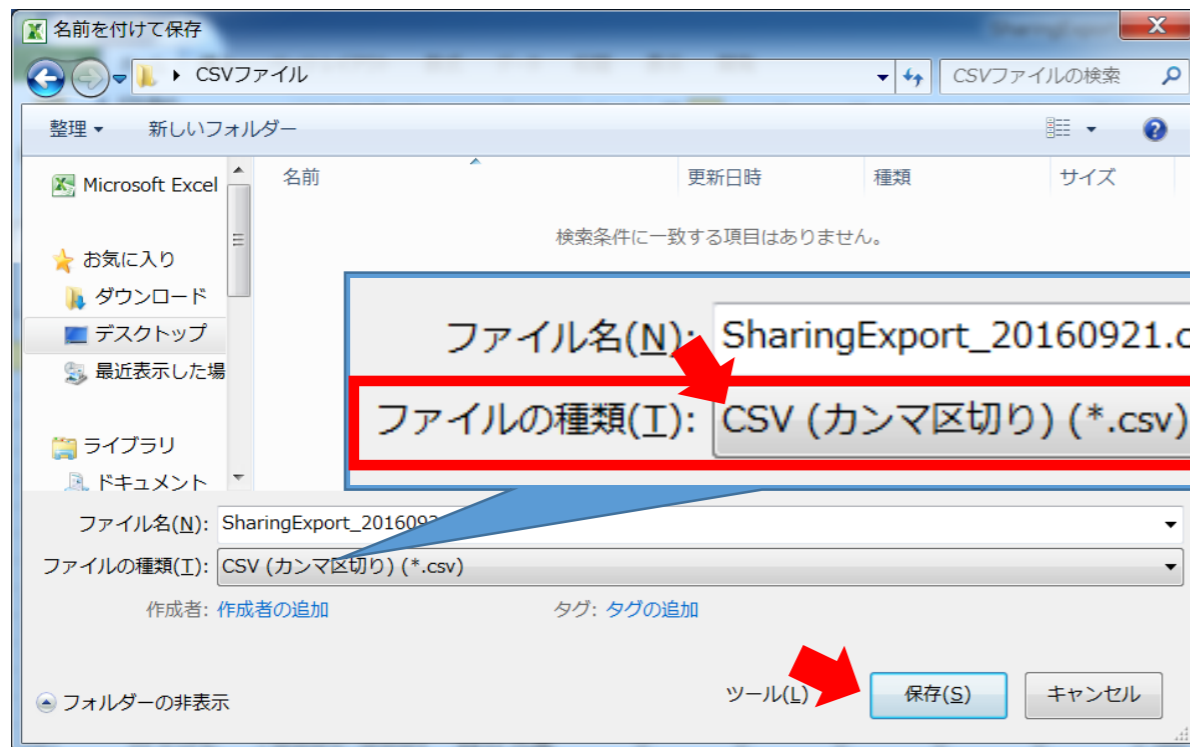 名前を付けて保存
CSVファイル
CSVファイルの検索
整理
新しいフォルダー
Microsoft Excel
名前
更新日時
種類
サイズ
検索条件に一致する項目はありません。
お気に入り
ダウンロード
デスクトップ
最近表示した場
ライブラリ
ドキュメント
ファイル名(N): SharingExport_20160921.c
ファイルの種類(T): CSV (カンマ区切り) (*.csv)
ファイル名(N): SharingExport_2016092
ファイルの種類(T): CSV (カンマ区切り) (*.csv)
作成者: 作成者の追加
タグ: タグの追加
フォルダーの非表示
ツール(L)
保存(S)
キャンセル